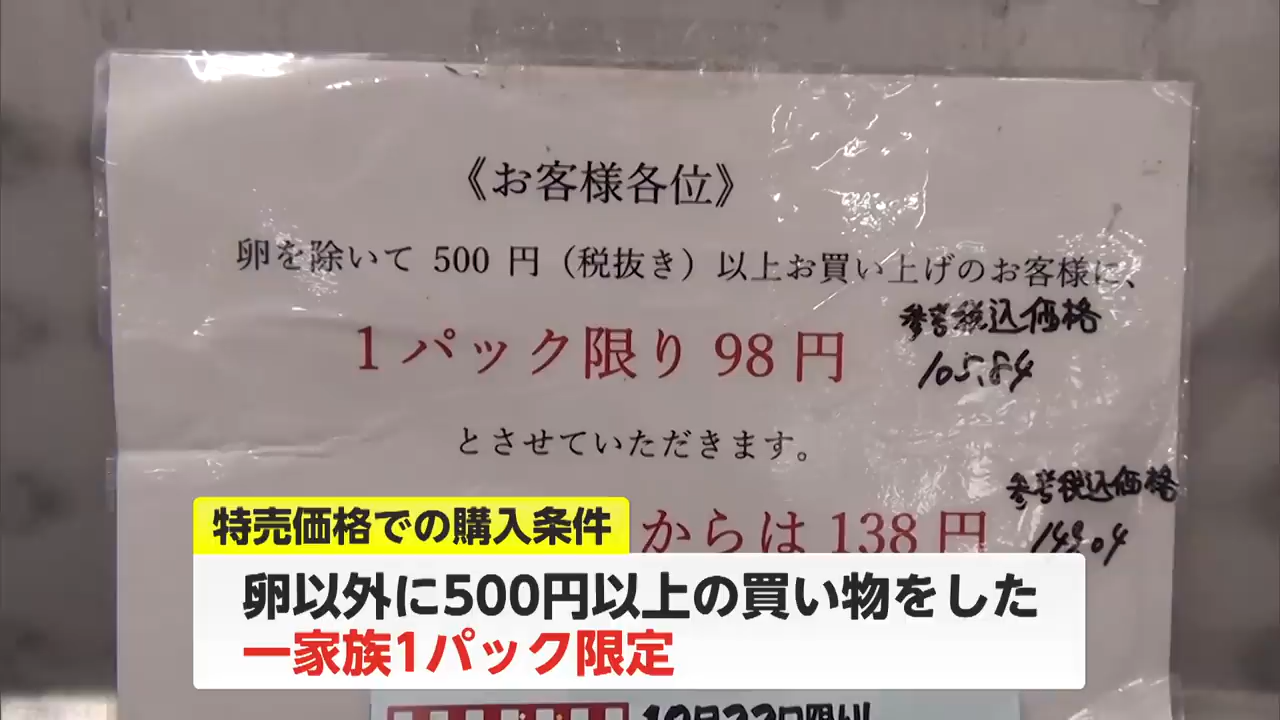 《お客様各位》
卵を除いて 500 円（税抜き）以上お買い上げのお客様に、
1 パック限り 98 円
参考税込価格
105.84
とさせていただきます。
参考税込価格
からは 138 円
149.04
特売価格での購入条件
卵以外に500円以上の買い物をした
一家族1パック限定